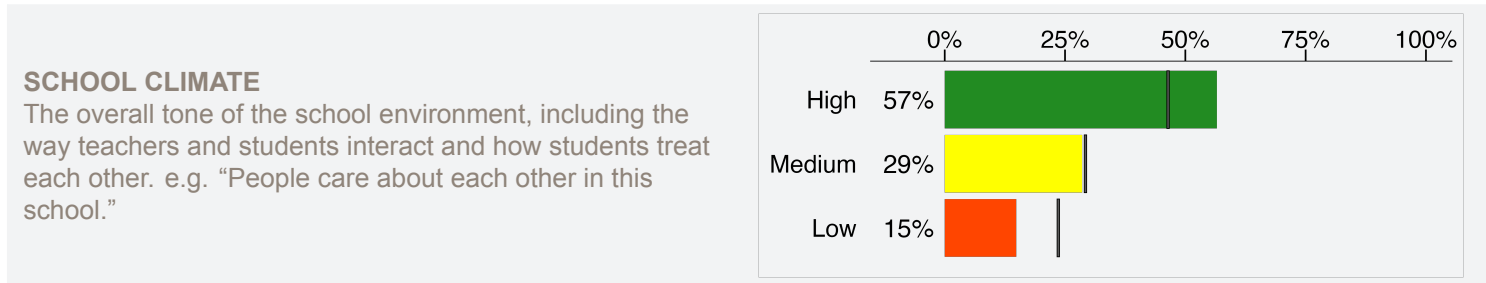 SCHOOL CLIMATE
The overall tone of the school environment, including the
way teachers and students interact and how students treat
each other. e.g. “People care about each other in this
school.”
0% 25% 50% 75% 100%
High 57%
Medium 29%
Low 15%